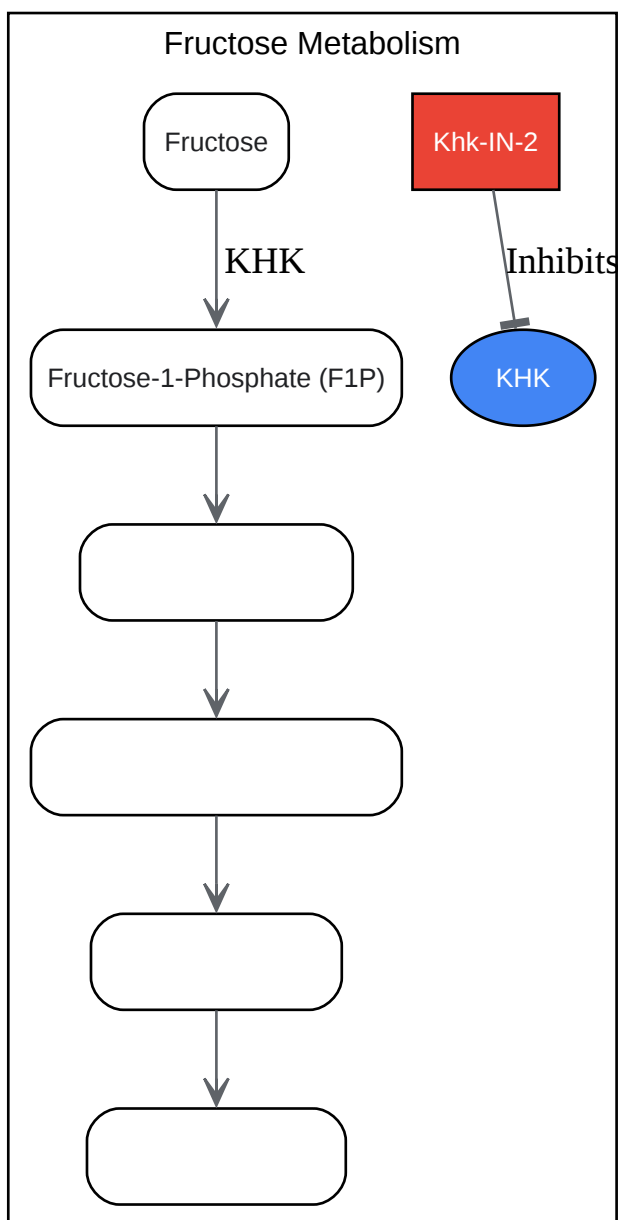 Fructose Metabolism
Fructose
Khk-IN-2
KHK
Inhibits
Fructose-1-Phosphate (F1P)
KHK